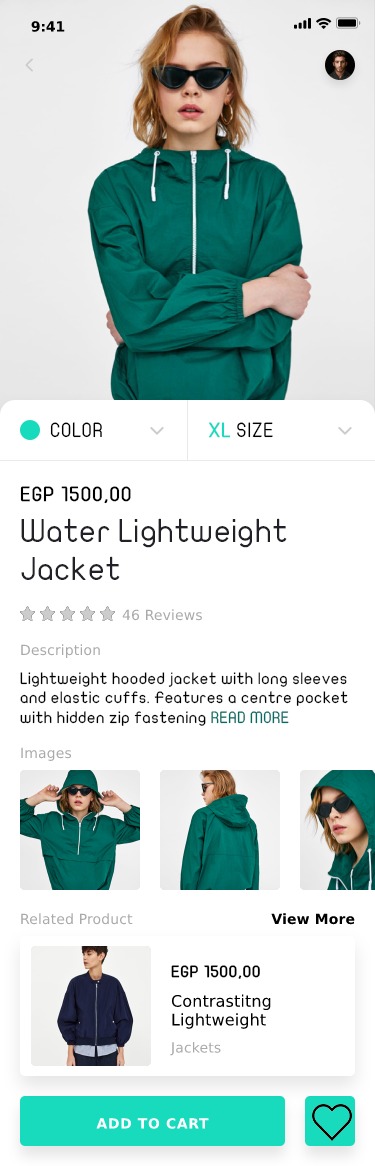 9:41
COLOR
XL SIZE
EGP 1500,00
Water Lightweight
Jacket
46 Reviews
Description
Lightweight hooded jacket with long sleeves
and elastic cuffs. Features a centre pocket
with hidden zip fastening READ MORE
Images
Related Product View More
EGP 1500,00
Contrastitng
Lightweight
Jackets
ADD TO CART